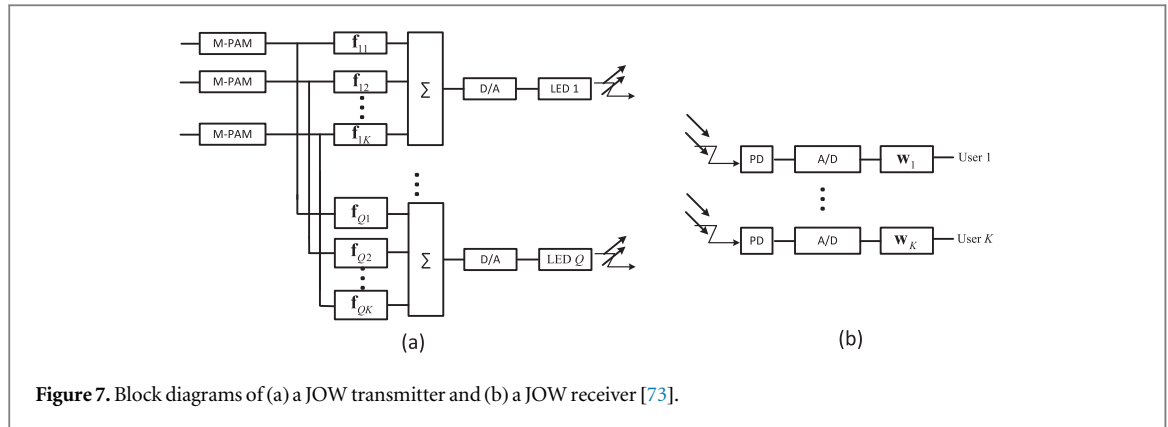 M-PAM
f11
M-PAM
f12
M-PAM
f1K
∑
D/A
LED 1
fQ1
fQ2
fQK
∑
D/A
LED Q
(a)
PD
A/D
W1
User 1
PD
A/D
WK
User K
(b)
Figure 7. Block diagrams of (a) a JOW transmitter and (b) a JOW receiver [73].